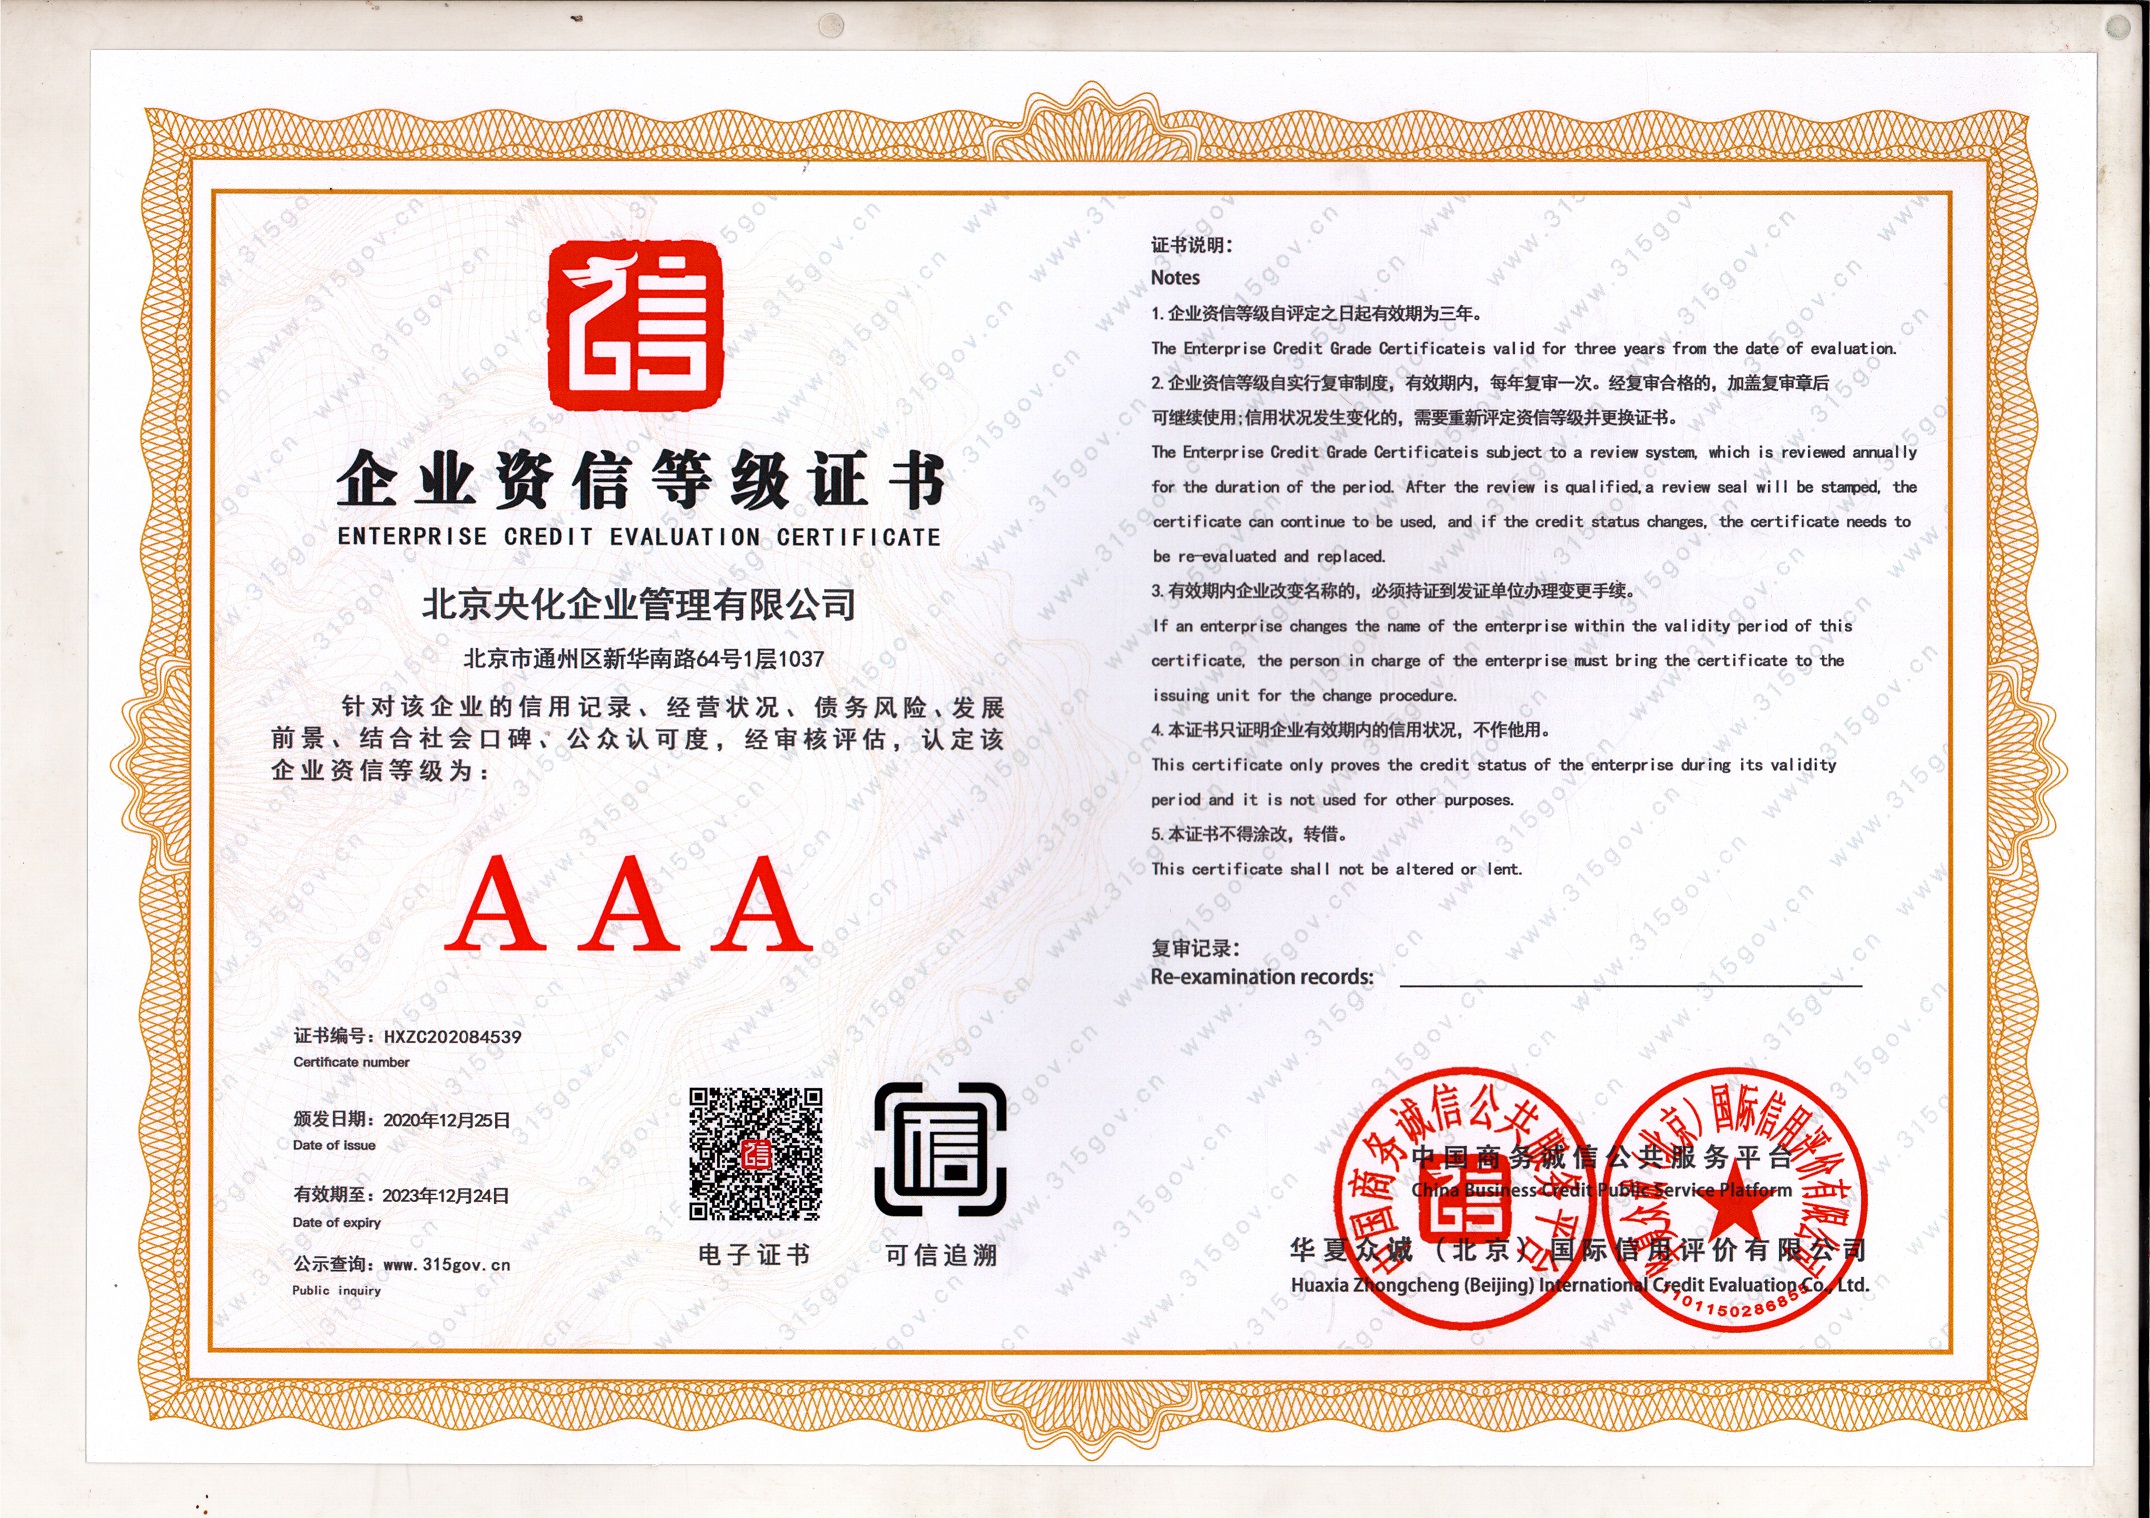 企业资信等级证书
ENTERPRISE CREDIT EVALUATION CERTIFICATE
北京央化企业管理有限公司
北京市通州区新华南路64号1层1037
针对该企业的信用记录、经营状况、债务风险、发展
前景、结合社会口碑、公众认可度，经审核评估，认定该
企业资信等级为：
AAA
证书编号：HXZC202084539
Certificate number
颁发日期：2020年12月25日
Date of issue
有效期至：2023年12月24日
Date of expiry
公示查询：www.315gov.cn
Public inquiry
电子证书
信
可信追溯
证书说明：
Notes
1.企业资信等级自评定之日起有效期为三年。
The Enterprise Credit Grade Certificateis valid for three years from the date of evaluation.
2.企业资信等级自实行复审制度，有效期内，每年复审一次。经复审合格的，加盖复审章后
可继续使用;信用状况发生变化的，需要重新评定资信等级并更换证书。
The Enterprise Credit Grade Certificateis subject to a review system, which is reviewed annually
for the duration of the period. After the review is qualified,a review seal will be stamped, the
certificate can continue to be used, and if the credit status changes, the certificate needs to
be re-evaluated and replaced.
3.有效期内企业改变名称的，必须持证到发证单位办理变更手续。
If an enterprise changes the name of the enterprise within the validity period of this
certificate, the person in charge of the enterprise must bring the certificate to the
issuing unit for the change procedure.
4.本证书只证明企业有效期内的信用状况，不作他用。
This certificate only proves the credit status of the enterprise during its validity
period and it is not used for other purposes.
5.本证书不得涂改，转借。
This certificate shall not be altered or lent.
复审记录：
Re-examination records:
中国商务诚信公共服务平台
China Business Credit Public Service Platform
华夏众诚（北京）国际信用评价有限公司
Huaxia Zhongcheng (Beijing) International Credit Evaluation Co., Ltd.
中国商务诚信公共服务平台
华夏众诚（北京）国际信用评价有限公司
1101150286855
www.315gov.cn